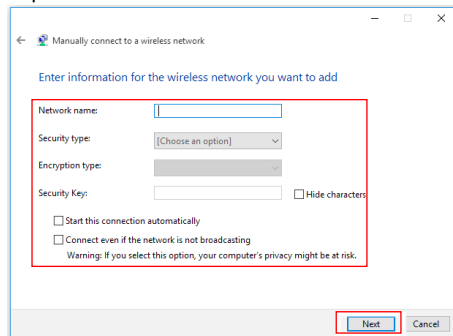 Manually connect to a wireless network
Enter information for the wireless network you want to add
Network name:
Security type: [Choose an option]
Encryption type:
Security Key: Hide characters
Start this connection automatically
Connect even if the network is not broadcasting
Warning: If you select this option, your computer's privacy might be at risk.
Next Cancel